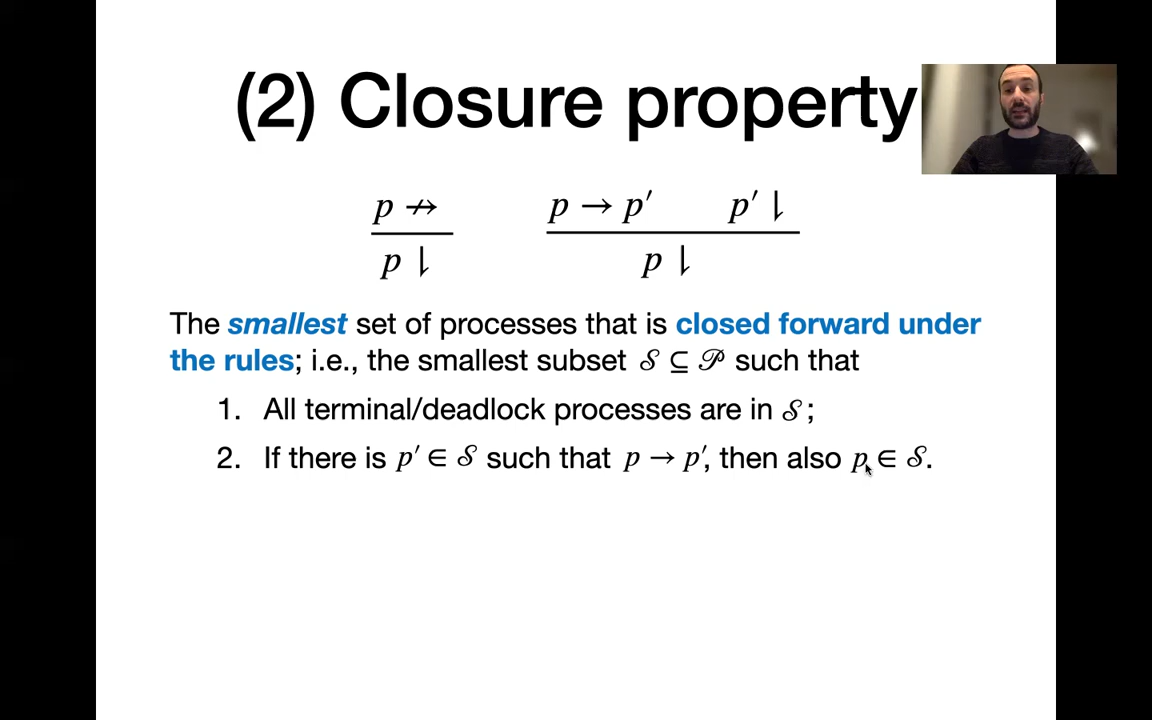 (2) Closure property
p ↛ p → p′ p′ ⇂
p ⇂ p ⇂
The smallest set of processes that is closed forward under
the rules; i.e., the smallest subset 𝒮 ⊆ 𝒫 such that
1. All terminal/deadlock processes are in 𝒮;
2. If there is p′ ∈ 𝒮 such that p → p′, then also p ∈ 𝒮.